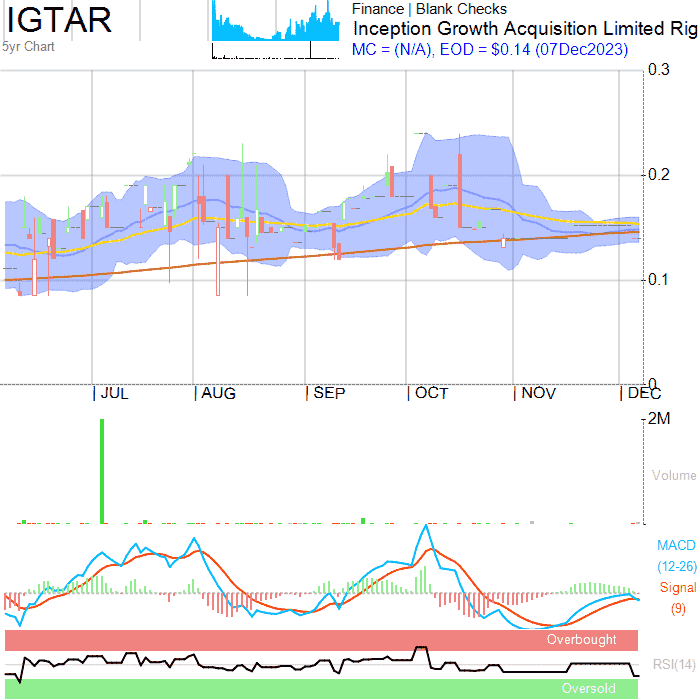 IGTAR
5yr Chart
Finance | Blank Checks
Inception Growth Acquisition Limited Rig
MC = (N/A), EOD = $0.14 (07Dec2023)
0.3
0.2
0.1
0
JUL AUG SEP OCT NOV DEC
2M
Volume
MACD
(12-26)
Signal
(9)
Overbought
RSI(14)
Oversold